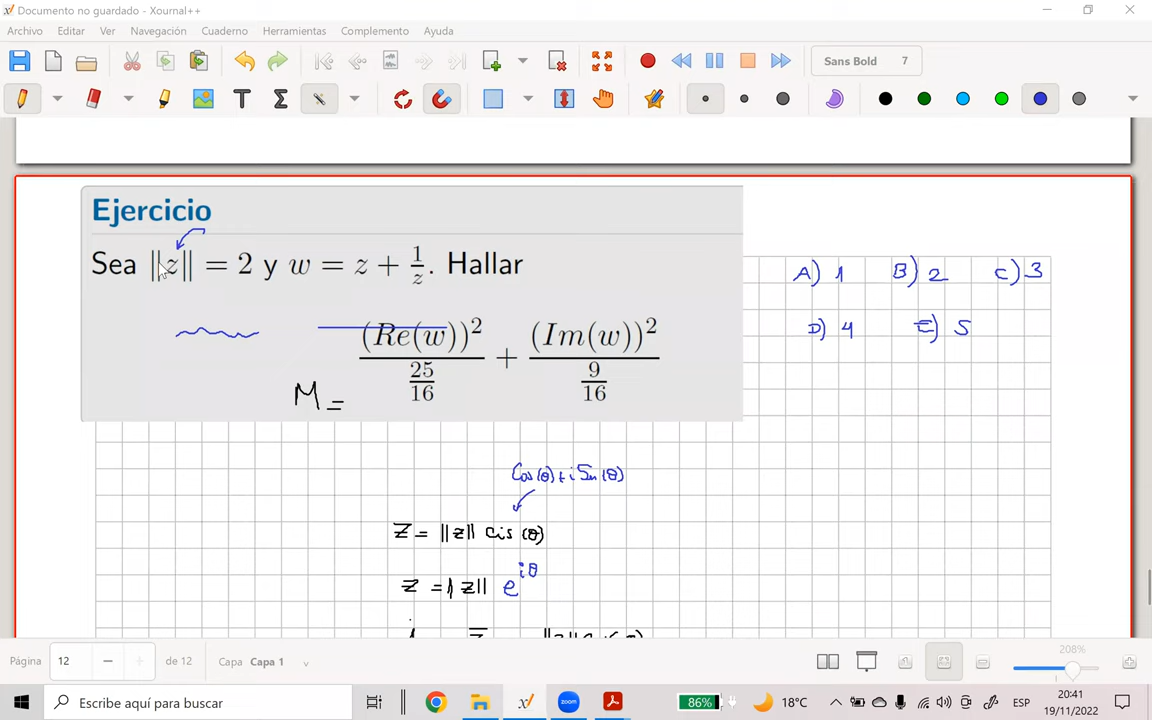 Documento no guardado - Xournal++
Archivo Editar Ver Navegación Cuaderno Herramientas Complemento Ayuda
Sans Bold 7
Ejercicio
Sea ||z|| = 2 y w = z + 1/z. Hallar
M = (Re(w))²/(25/16) + (Im(w))²/(9/16)
A) 1 B) 2 C) 3
D) 4 E) 5
Cos(θ) + i Sen(θ)
Z = ||z|| Cis(θ)
Z = ||z|| e^{iθ}
Página 12 de 12 Capa Capa 1
208%
Escribe aquí para buscar
zoom
86%
18°C
ESP
20:41
19/11/2022